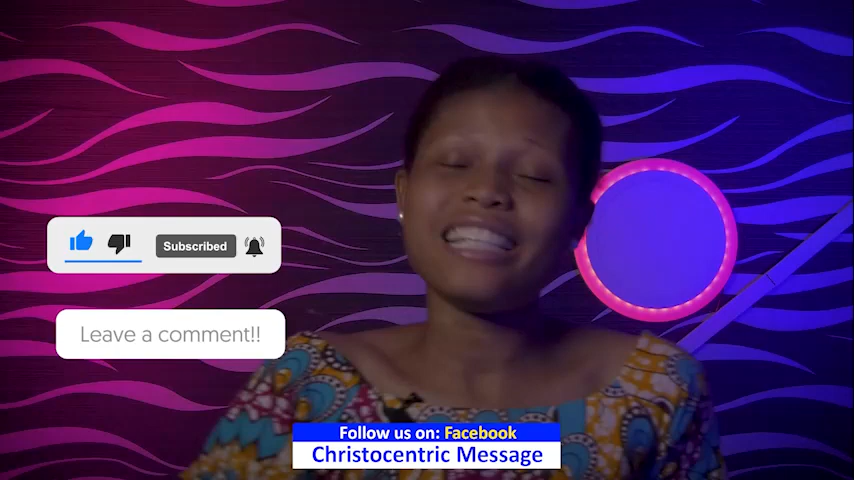 Subscribed
Leave a comment!!
Follow us on: Facebook
Christocentric Message